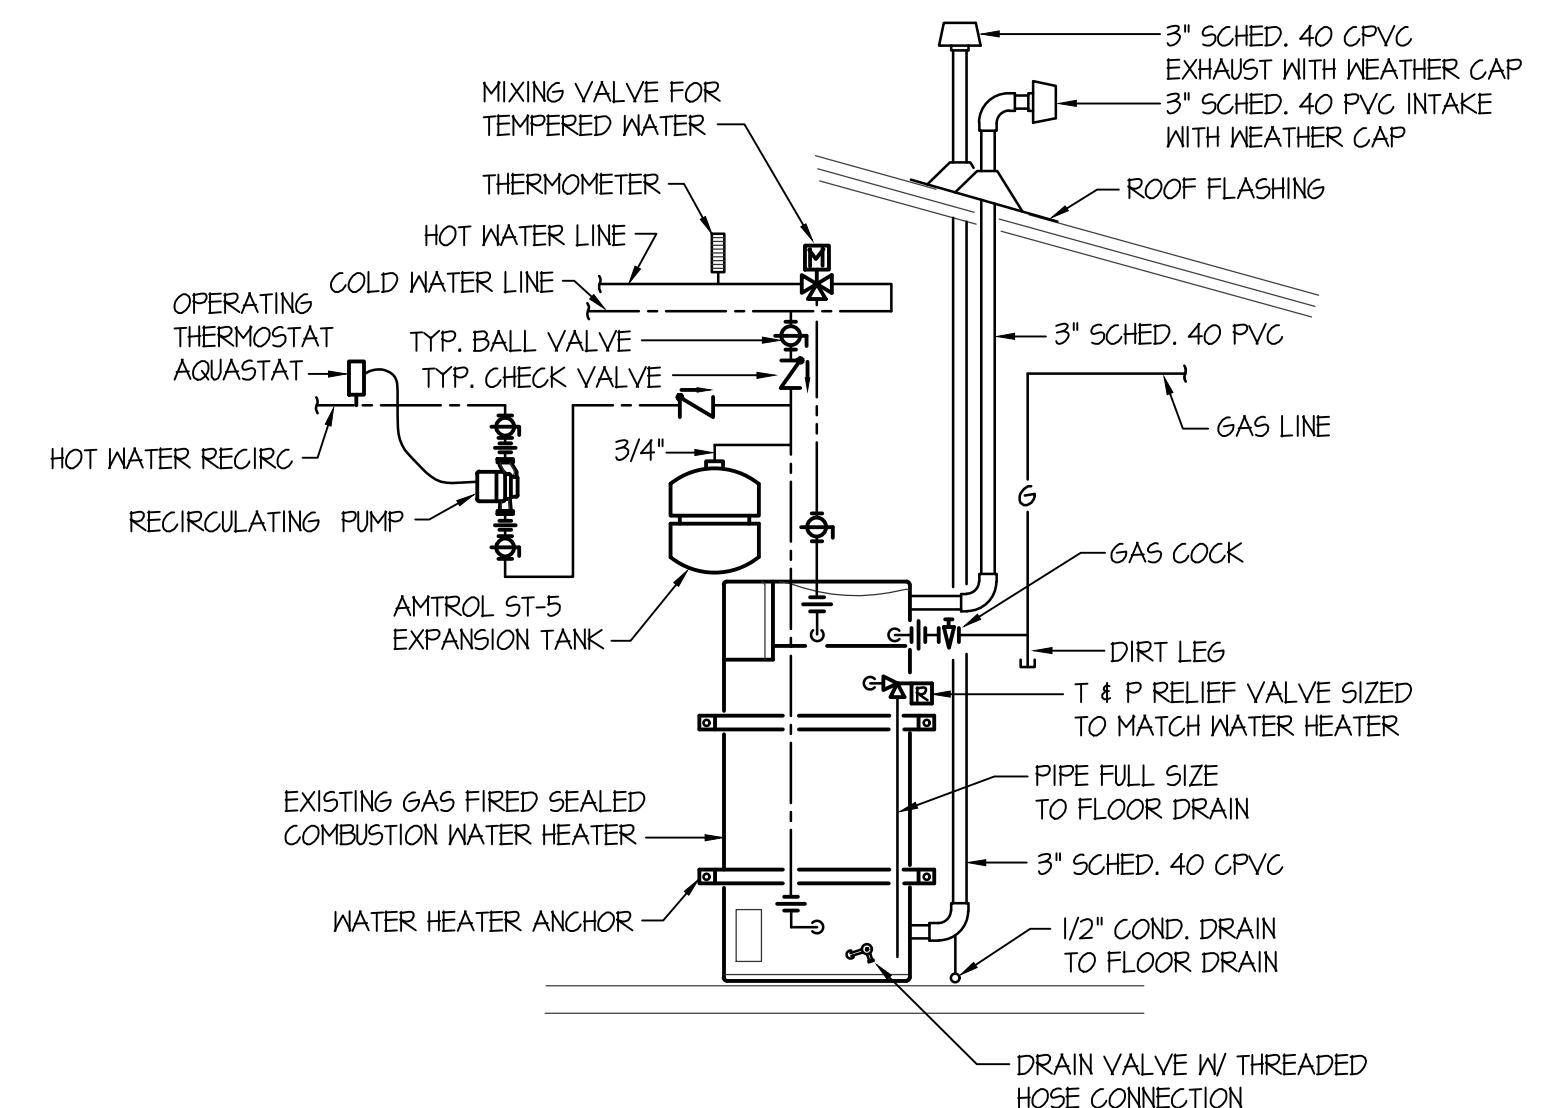 3" SCHED. 40 CPVC
EXHAUST WITH WEATHER CAP
3" SCHED. 40 PVC INTAKE
WITH WEATHER CAP
MIXING VALVE FOR
TEMPERED WATER
THERMOMETER
ROOF FLASHING
HOT WATER LINE
M
COLD WATER LINE
OPERATING
THERMOSTAT
AQUASTAT
TYP. BALL VALVE
3" SCHED. 40 PVC
TYP. CHECK VALVE
GAS LINE
HOT WATER RECIRC
3/4"
G
RECIRCULATING PUMP
GAS COCK
AMTROL ST-5
EXPANSION TANK
DIRT LEG
R
T & P RELIEF VALVE SIZED
TO MATCH WATER HEATER
PIPE FULL SIZE
TO FLOOR DRAIN
EXISTING GAS FIRED SEALED
COMBUSTION WATER HEATER
3" SCHED. 40 CPVC
WATER HEATER ANCHOR
1/2" COND. DRAIN
TO FLOOR DRAIN
DRAIN VALVE W/ THREADED
HOSE CONNECTION